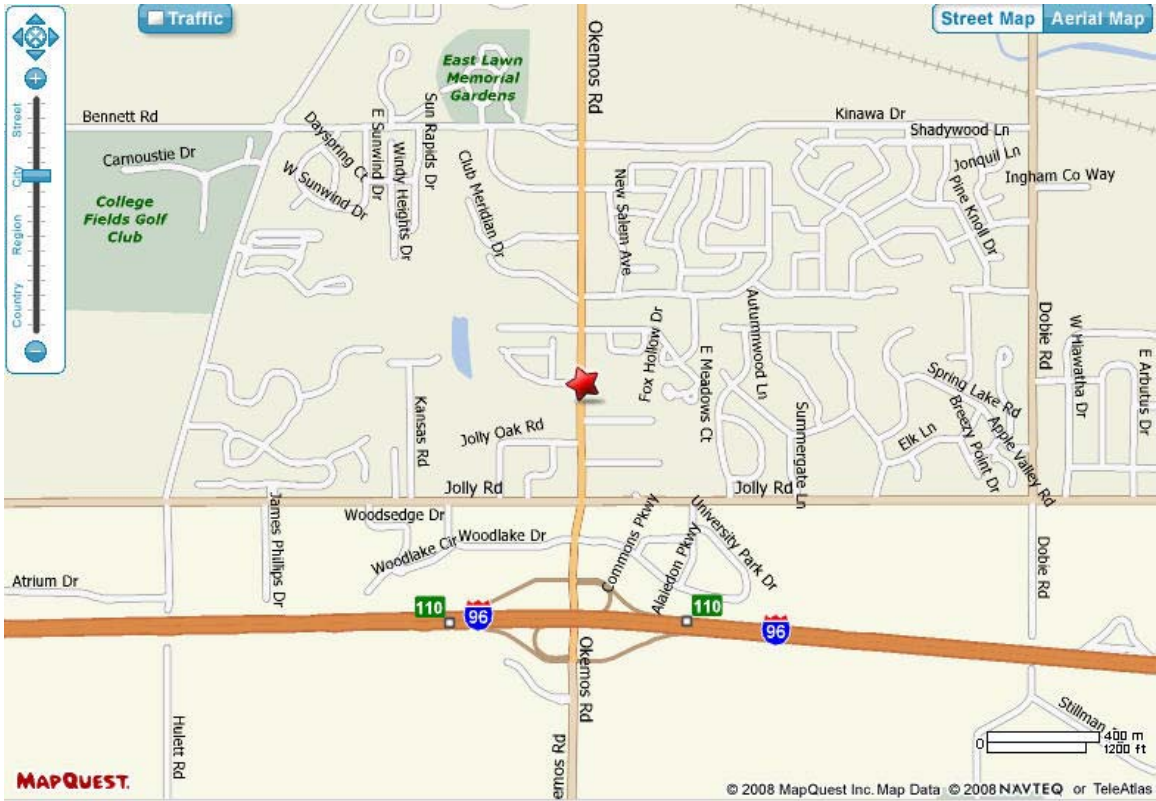 Traffic
Street Map
Aerial Map
Street
City
Region
Country
East Lawn
Memorial
Gardens
Okemos Rd
Bennett Rd
Kinawa Dr
Shadywood Ln
Carnoustie Dr
Dayspring Ct
E Sunwind Dr
Sun Rapids Dr
Windy Heights Dr
W Sunwind Dr
Club Meridian Dr
Jonquil Ln
Ingham Co Way
Pine Knoll Dr
New Salem Ave
College
Fields Golf
Club
Autumnwood Ln
Dobie Rd
W Hiawatha Dr
E Arbutus Dr
Fox Hollow Dr
E Meadows Ct
Spring Lake Rd
Breezy Point Dr
Apple Valley Rd
Summergate Ln
Elk Ln
Kansas Rd
Jolly Oak Rd
Jolly Rd
Jolly Rd
James Phillips Dr
Woodsedge Dr
Woodlake Cir
Woodlake Dr
Commons Pkwy
University Park Dr
Alaiedon Pkwy
Dobie Rd
Atrium Dr
110
96
110
96
Okemos Rd
Hulett Rd
emos Rd
Stillman
0
400 m
1200 ft
MAPQUEST.
© 2008 MapQuest Inc. Map Data © 2008 NAVTEQ or TeleAtlas